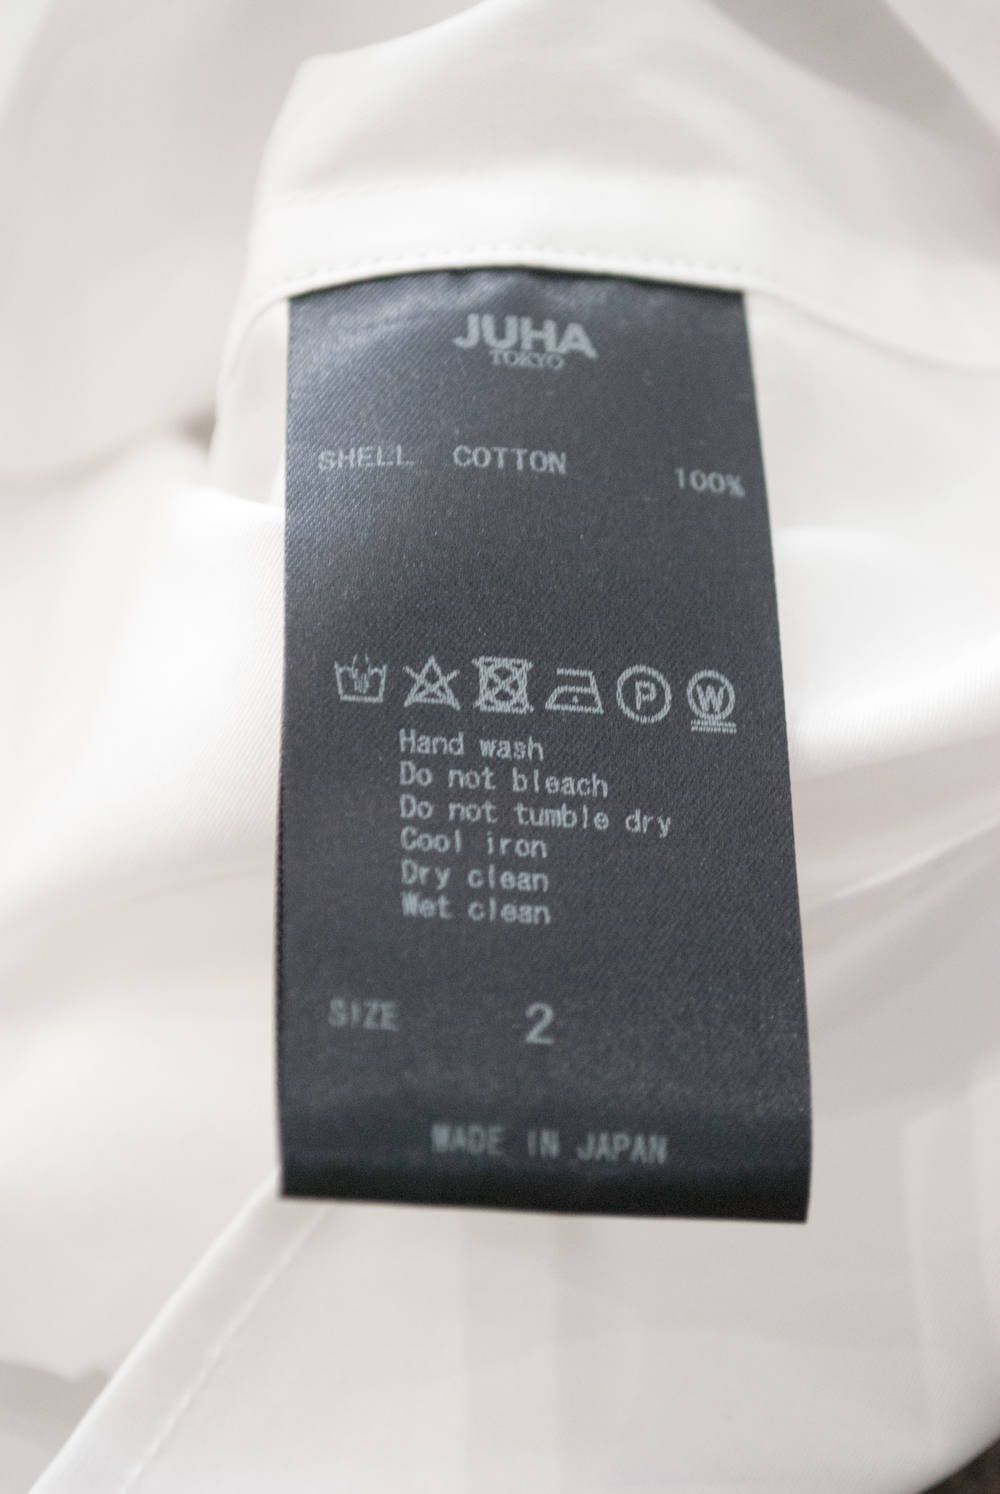 JUHA
TOKYO
SHELL COTTON 100%
P W
Hand wash
Do not bleach
Do not tumble dry
Cool iron
Dry clean
Wet clean
SIZE 2
MADE IN JAPAN